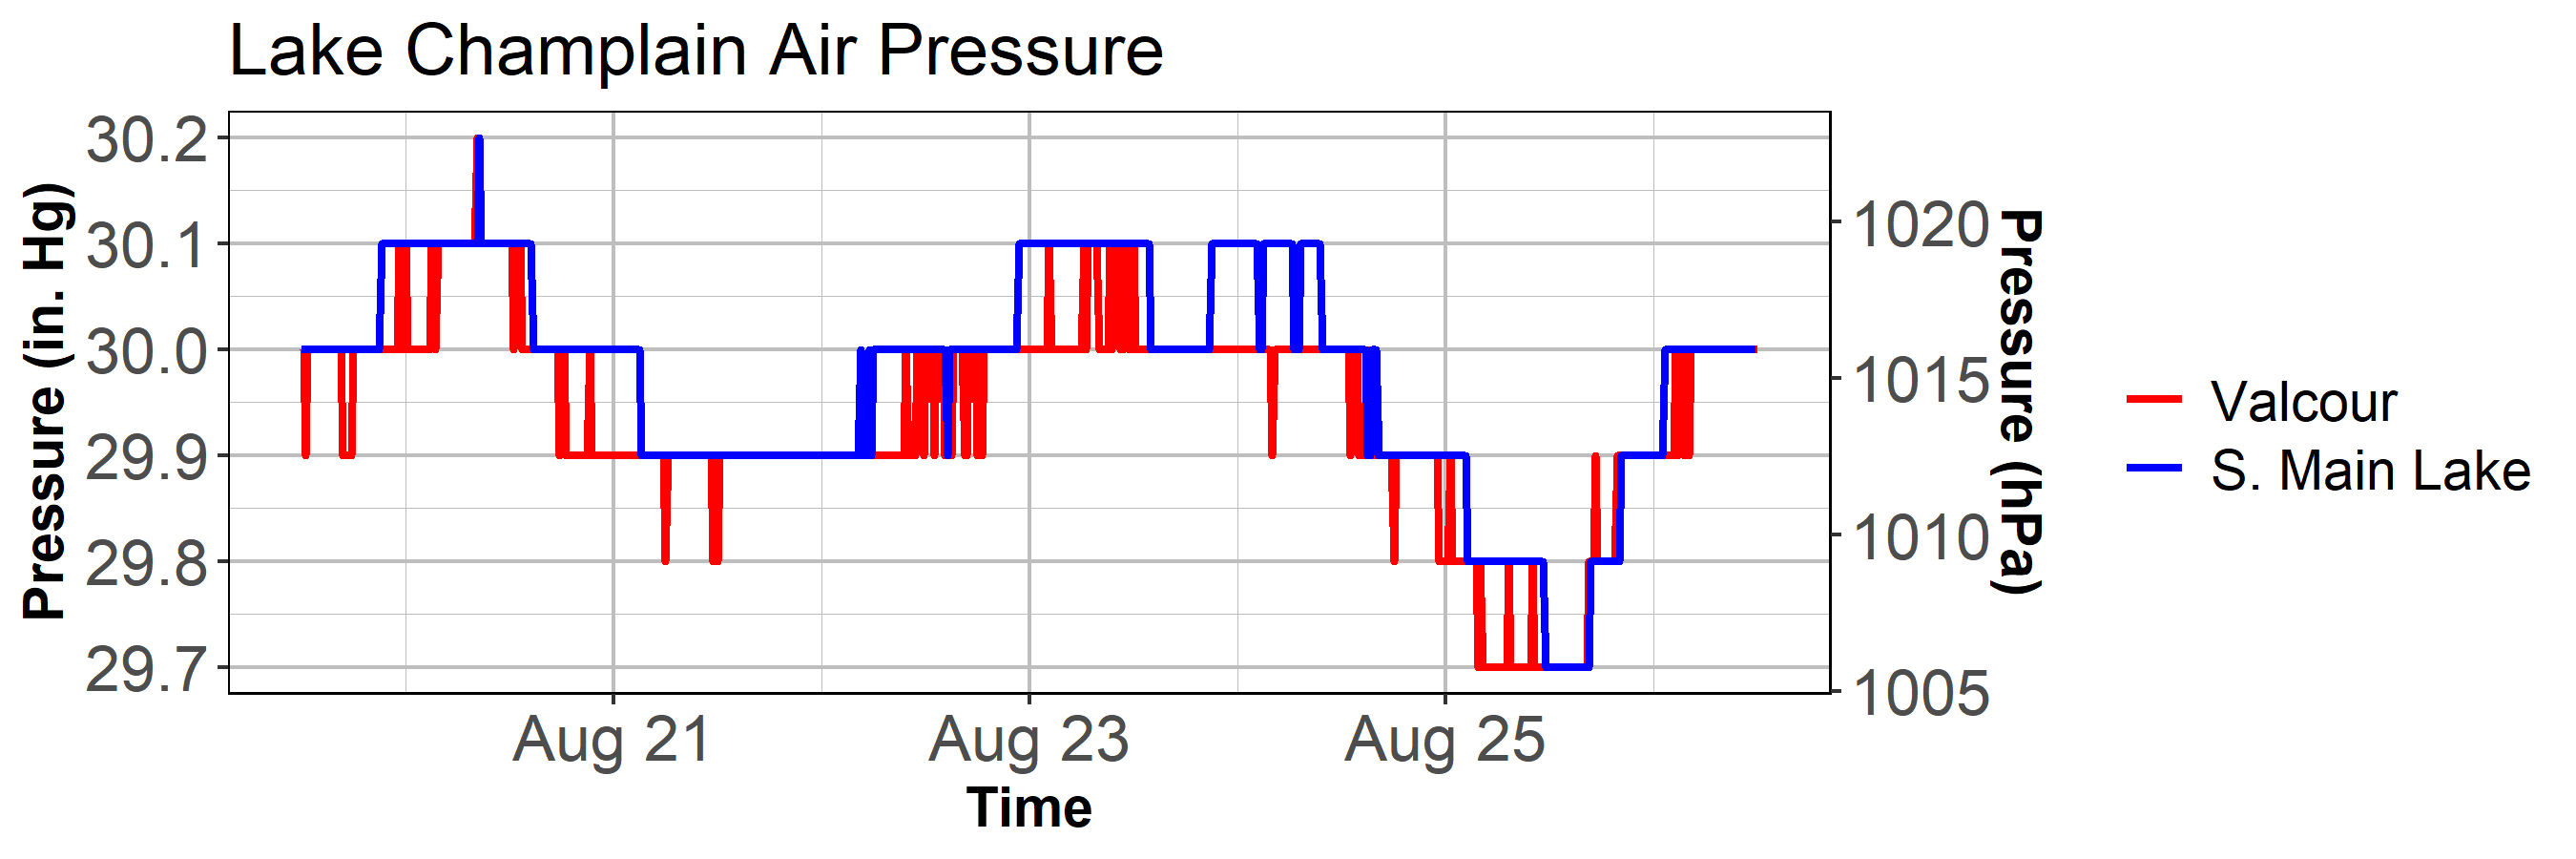 Lake Champlain Air Pressure
Pressure (in. Hg)
30.2
30.1
30.0
29.9
29.8
29.7
1020
1015
1010
1005
Pressure (hPa)
Aug 21
Aug 23
Aug 25
Time
Valcour
S. Main Lake